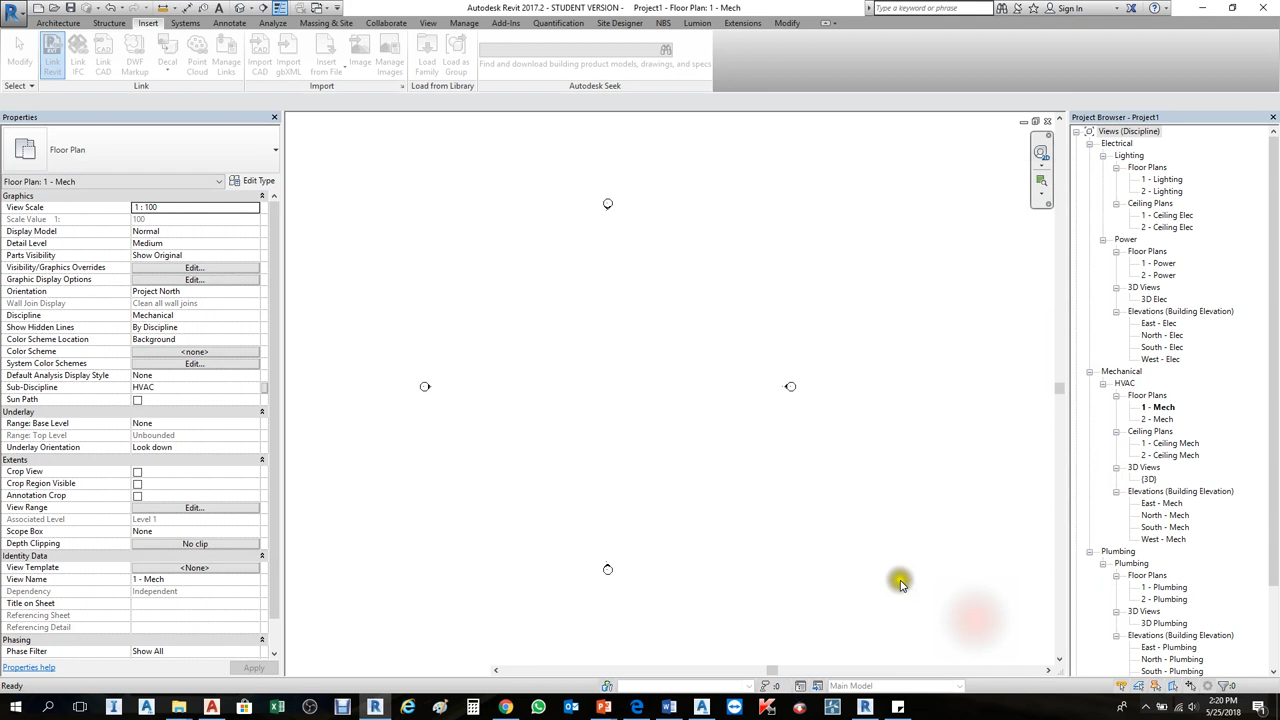 Autodesk Revit 2017.2 - STUDENT VERSION - Project1 - Floor Plan: 1 - Mech
Type a keyword or phrase
Sign In
Architecture Structure Insert Systems Annotate Analyze Massing & Site Collaborate View Manage Add-Ins Quantification Site Designer NBS Lumion Extensions Modify
Modify Link Revit Link IFC Link CAD DWF Markup Decal Point Cloud Manage Links Import CAD Import gbXML Insert from File Image Manage Images Load Family Load as Group
Find and download building product models, drawings, and specs
Select Link Import Load from Library Autodesk Seek
Properties
Floor Plan
Floor Plan: 1 - Mech Edit Type
Graphics
View Scale 1 : 100
Scale Value 1: 100
Display Model Normal
Detail Level Medium
Parts Visibility Show Original
Visibility/Graphics Overrides Edit...
Graphic Display Options Edit...
Orientation Project North
Wall Join Display Clean all wall joins
Discipline Mechanical
Show Hidden Lines By Discipline
Color Scheme Location Background
Color Scheme <none>
System Color Schemes Edit...
Default Analysis Display Style None
Sub-Discipline HVAC
Sun Path
Underlay
Range: Base Level None
Range: Top Level Unbounded
Underlay Orientation Look down
Extents
Crop View
Crop Region Visible
Annotation Crop
View Range Edit...
Associated Level Level 1
Scope Box None
Depth Clipping No clip
Identity Data
View Template <None>
View Name 1 - Mech
Dependency Independent
Title on Sheet
Referencing Sheet
Referencing Detail
Phasing
Phase Filter Show All
Properties help Apply
Project Browser - Project1
Views (Discipline)
Electrical
Lighting
Floor Plans
1 - Lighting
2 - Lighting
Ceiling Plans
1 - Ceiling Elec
2 - Ceiling Elec
Power
Floor Plans
1 - Power
2 - Power
3D Views
3D Elec
Elevations (Building Elevation)
East - Elec
North - Elec
South - Elec
West - Elec
Mechanical
HVAC
Floor Plans
1 - Mech
2 - Mech
Ceiling Plans
1 - Ceiling Mech
2 - Ceiling Mech
3D Views
{3D}
Elevations (Building Elevation)
East - Mech
North - Mech
South - Mech
West - Mech
Plumbing
Plumbing
Floor Plans
1 - Plumbing
2 - Plumbing
3D Views
3D Plumbing
Elevations (Building Elevation)
East - Plumbing
North - Plumbing
South - Plumbing
Ready
:0
Main Model
:0
2:20 PM
5/25/2018